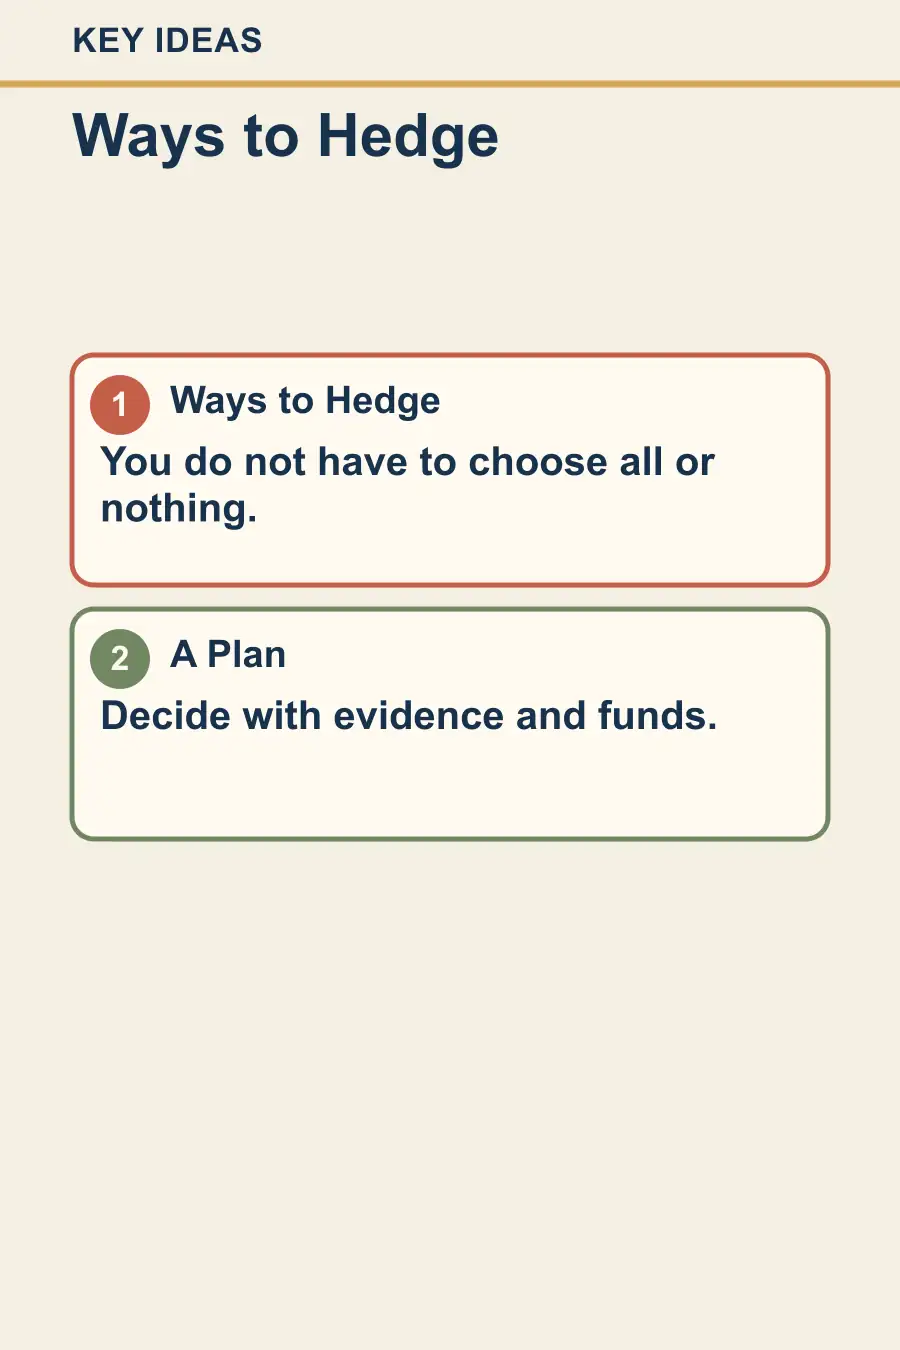 KEY IDEAS
Ways to Hedge
1 Ways to Hedge
You do not have to choose all or
nothing.
2 A Plan
Decide with evidence and funds.